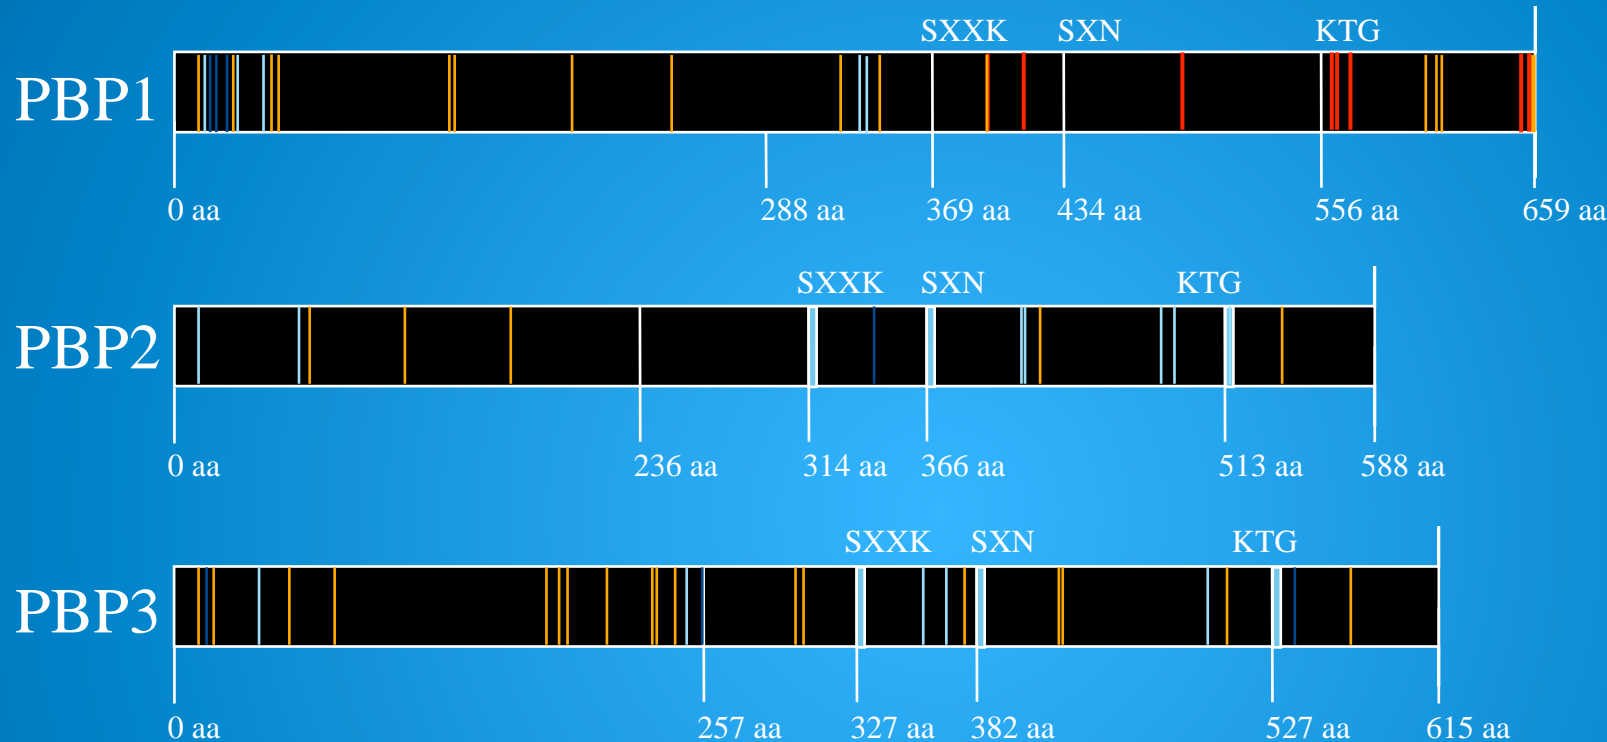 SXXK SXN KTG
PBP1
0 aa 288 aa 369 aa 434 aa 556 aa 659 aa
SXXK SXN KTG
PBP2
0 aa 236 aa 314 aa 366 aa 513 aa 588 aa
SXXK SXN KTG
PBP3
0 aa 257 aa 327 aa 382 aa 527 aa 615 aa